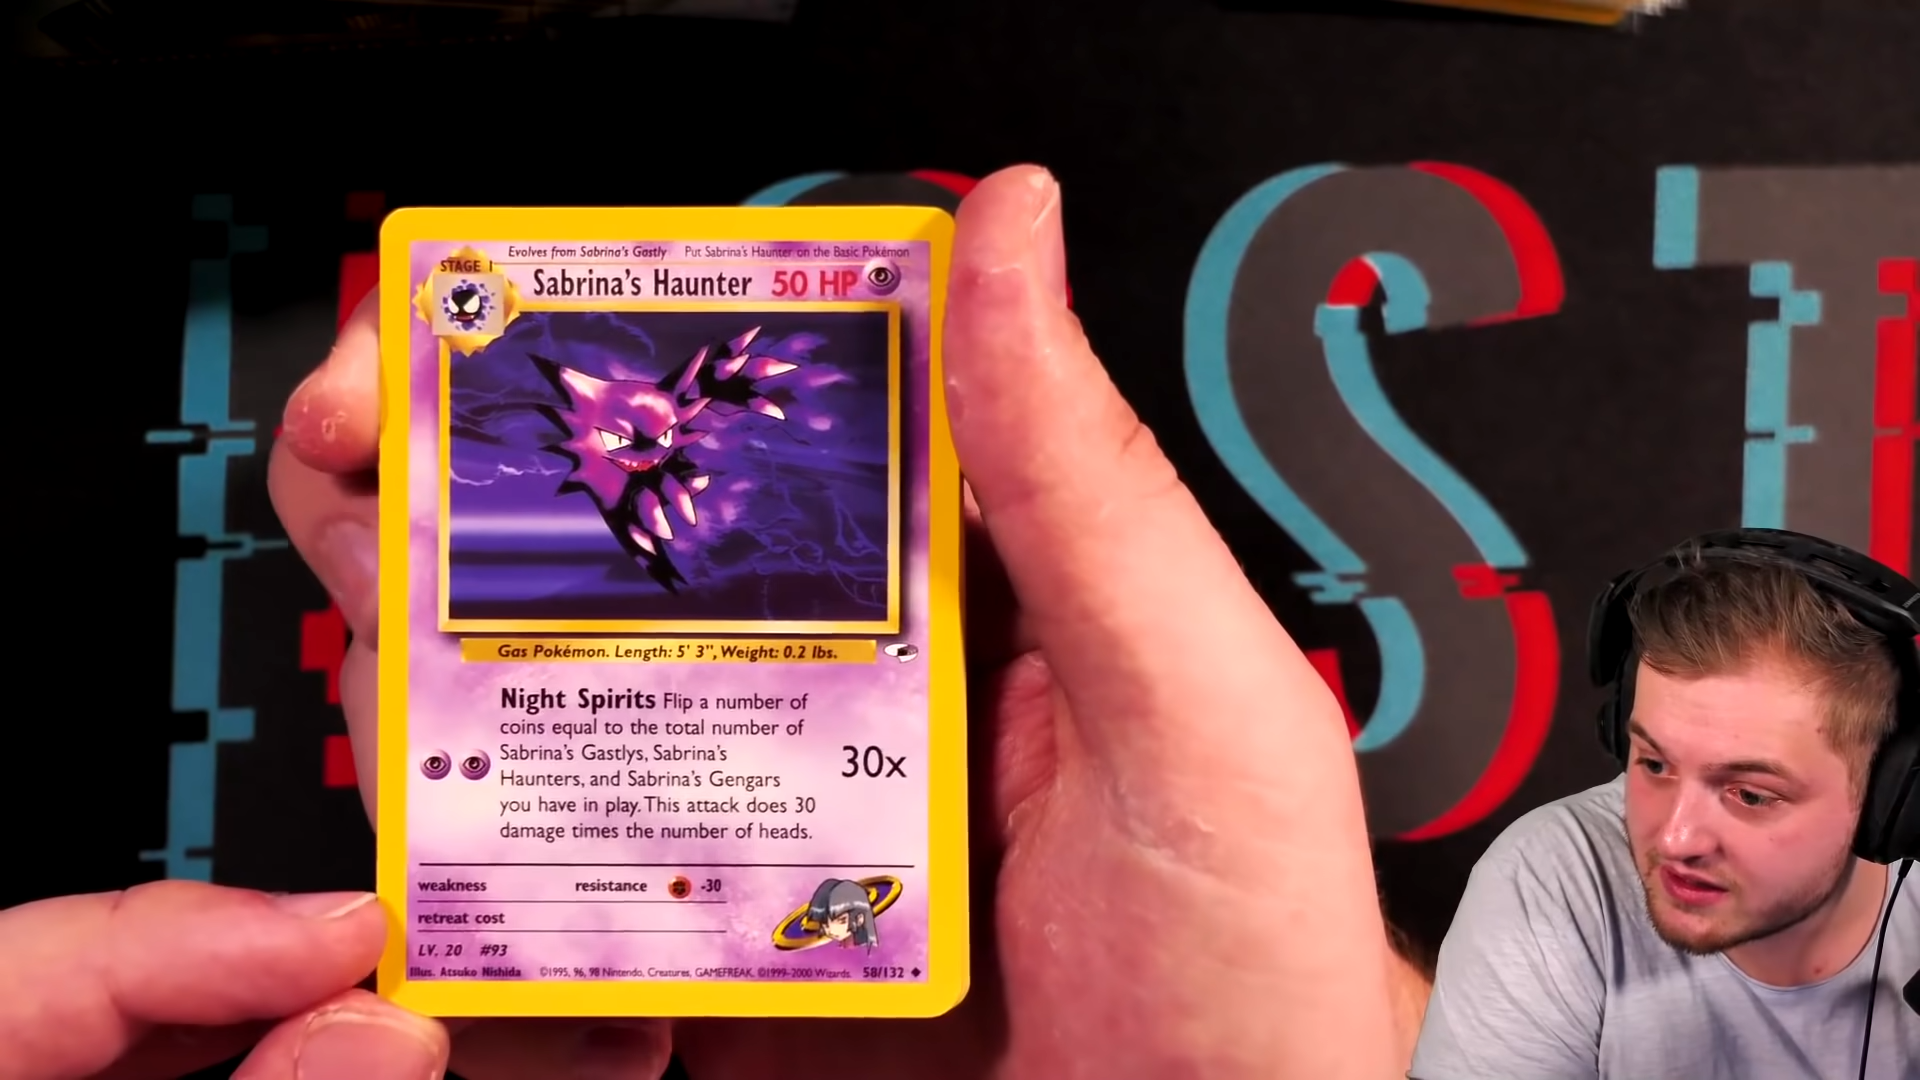 Evolves from Sabrina's Gastly Put Sabrina's Haunter on the Basic Pokémon
STAGE 1
Sabrina's Haunter 50 HP
Gas Pokémon. Length: 5' 3", Weight: 0.2 lbs.
Night Spirits Flip a number of
coins equal to the total number of
Sabrina's Gastlys, Sabrina's
Haunters, and Sabrina's Gengars
you have in play. This attack does 30
damage times the number of heads.
30x
weakness resistance -30
retreat cost
LV. 20 #93
Illus. Atsuko Nishida ©1995, 96, 98 Nintendo, Creatures, GAMEFREAK. ©1999-2000 Wizards. 58/132
S T